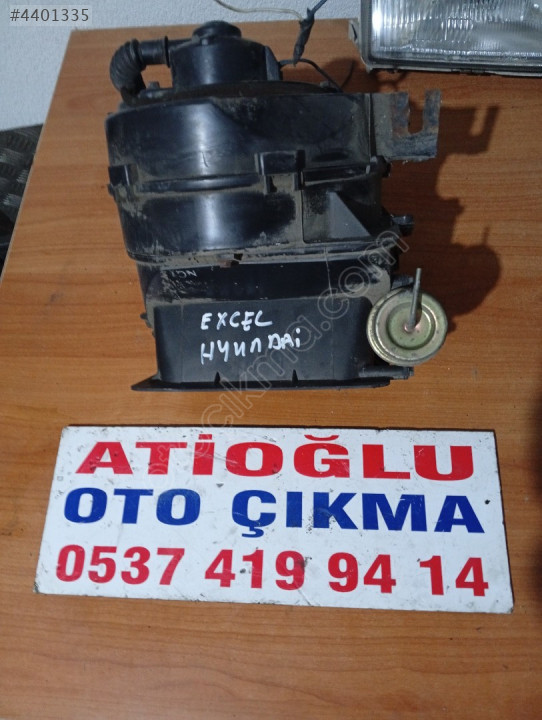 #4401335
EXCEL
HYUNDAi
ATİOĞLU
OTO ÇIKMA
0537 419 94 14